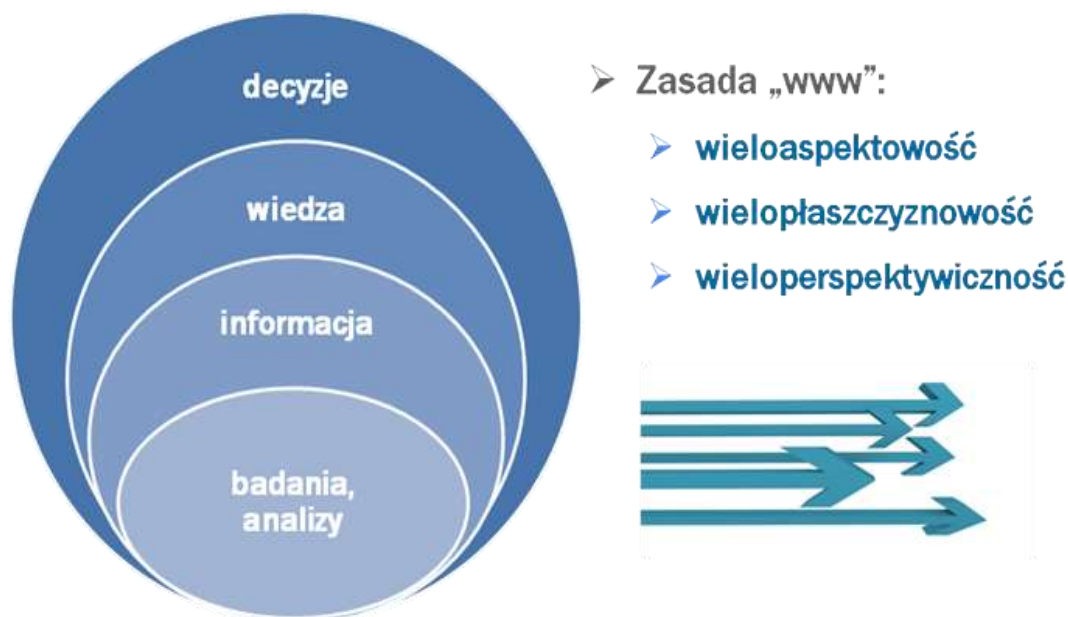 decyzje
wiedza
informacja
badania,
analizy
Zasada „www”:
wieloaspektowość
wielopłaszczyznowość
wieloperspektywiczność